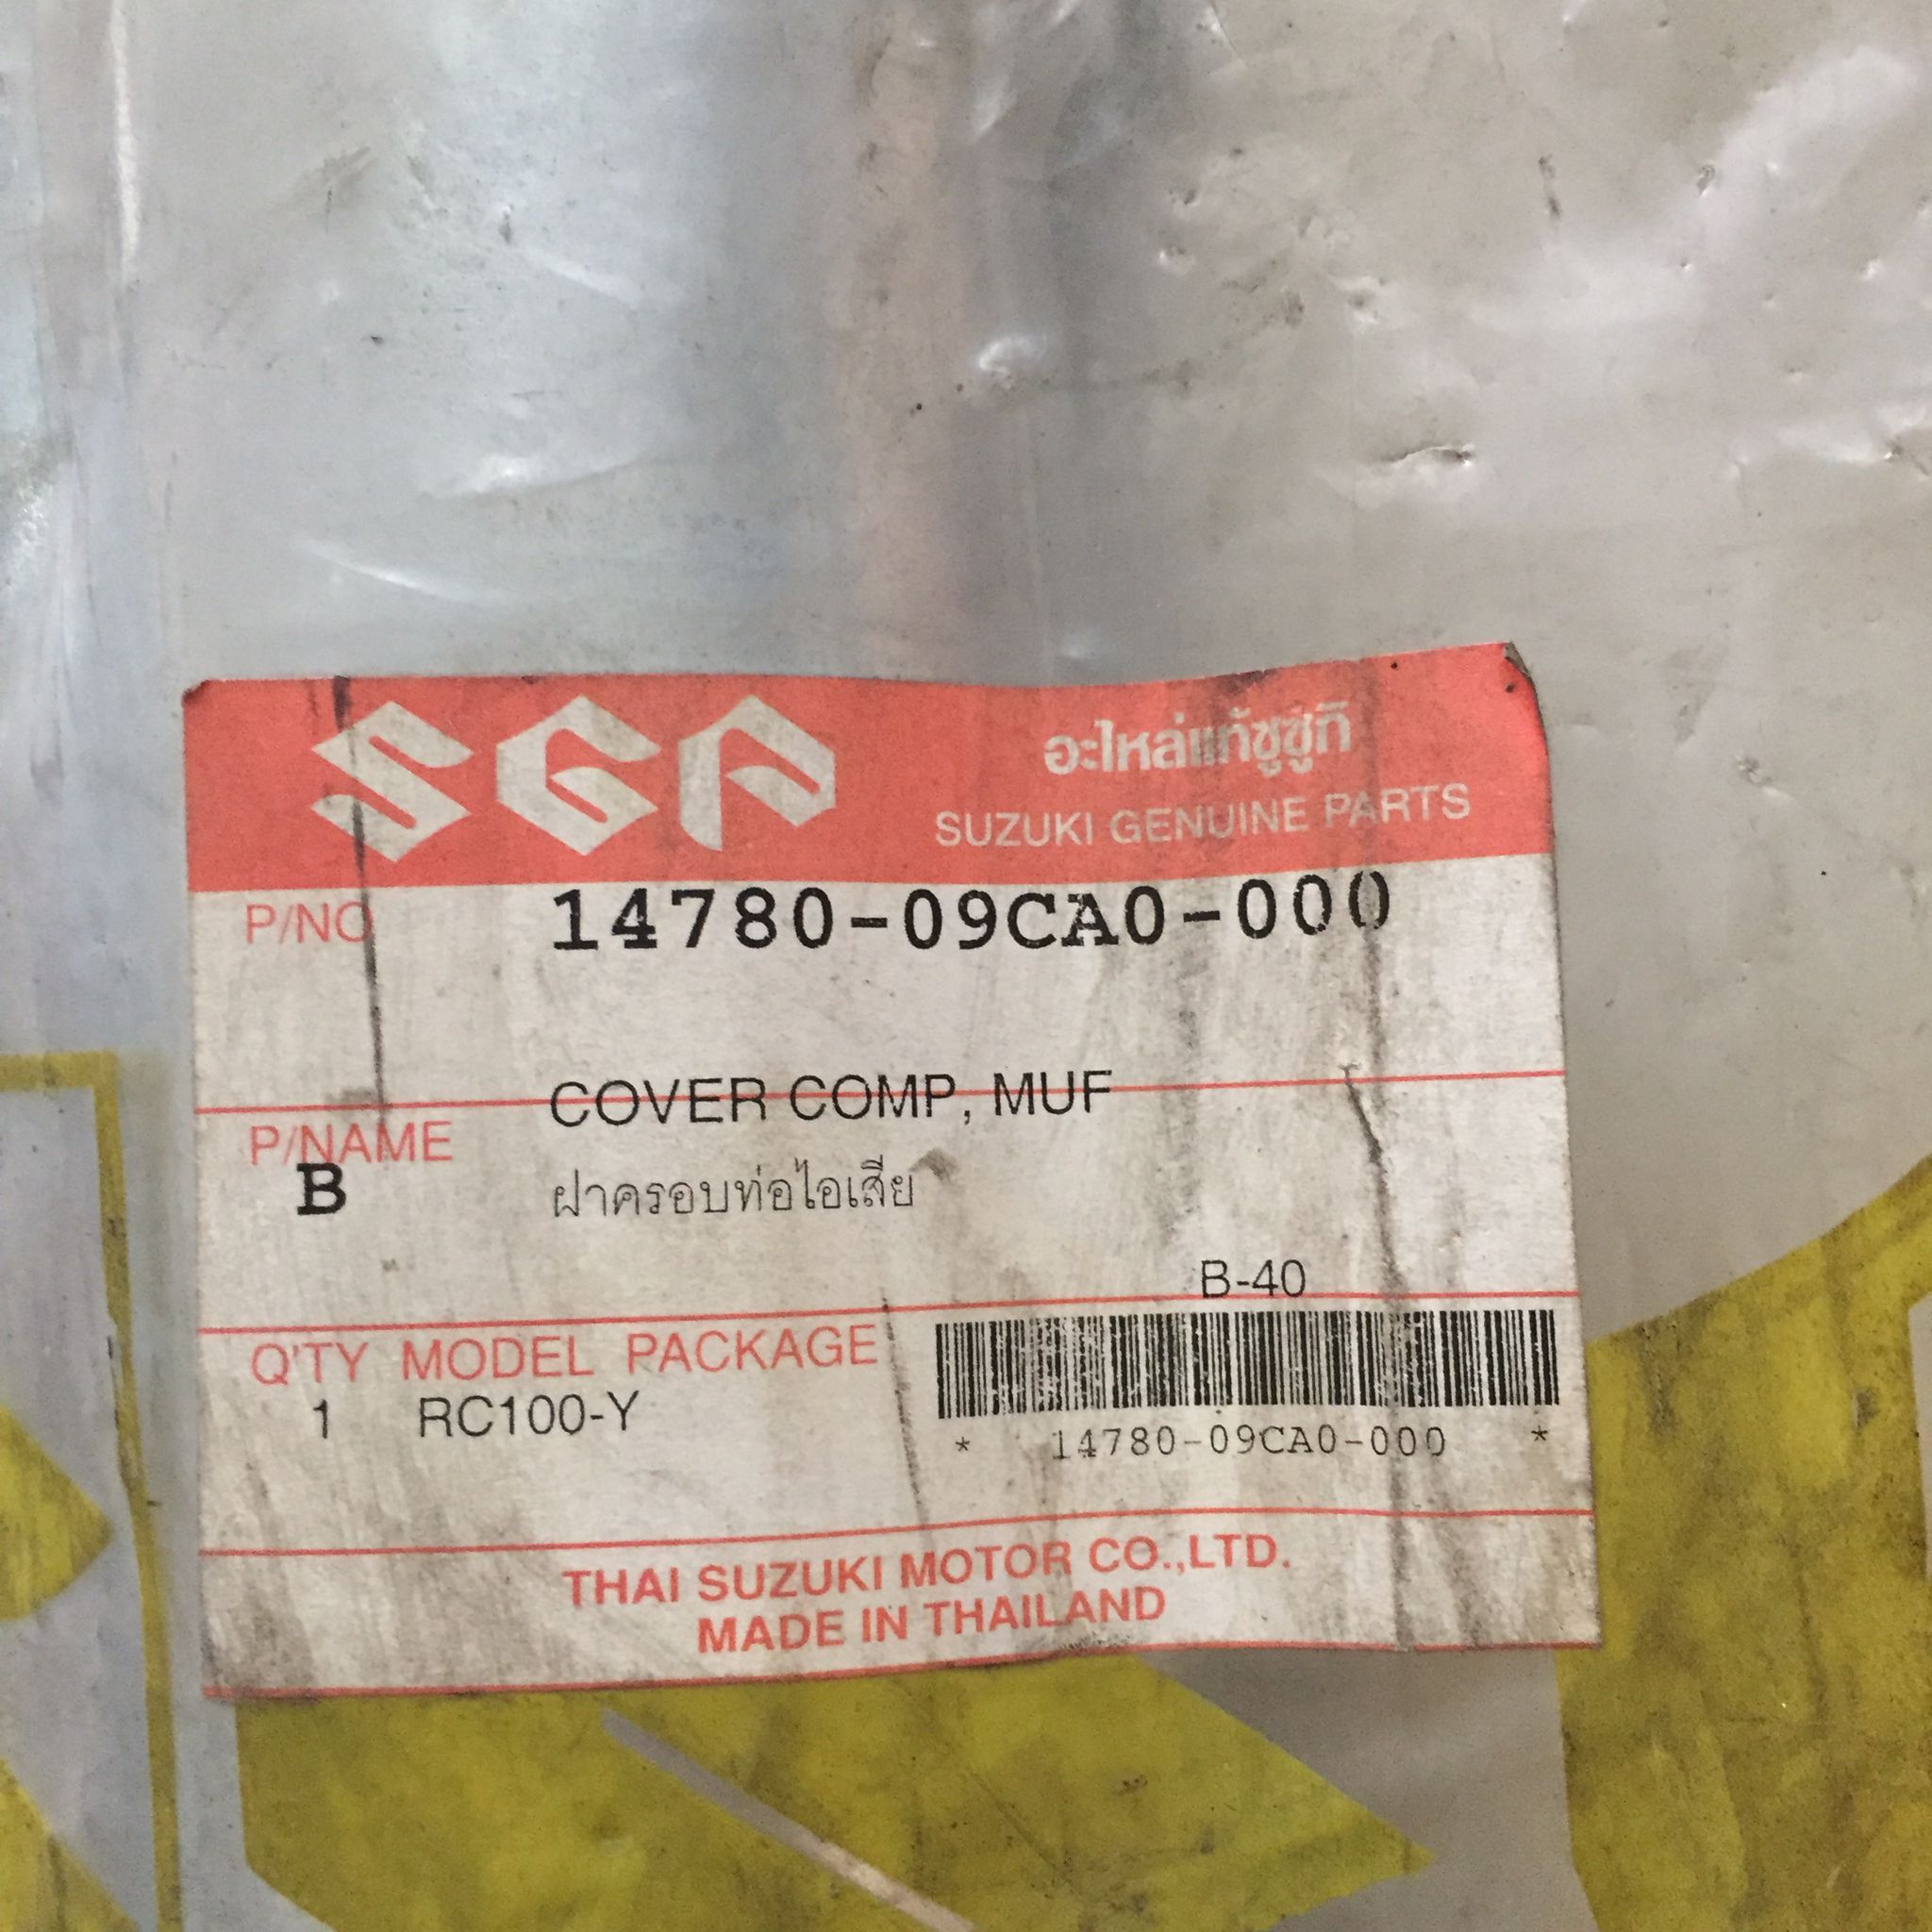 SGP
อะไหล่แท้ซูซูกิ
SUZUKI GENUINE PARTS
P/NO 14780-09CA0-000
COVER COMP, MUF
P/NAME
B ฝาครอบท่อไอเสีย
B-40
Q'TY MODEL PACKAGE
1 RC100-Y
* 14780-09CA0-000 *
THAI SUZUKI MOTOR CO.,LTD.
MADE IN THAILAND